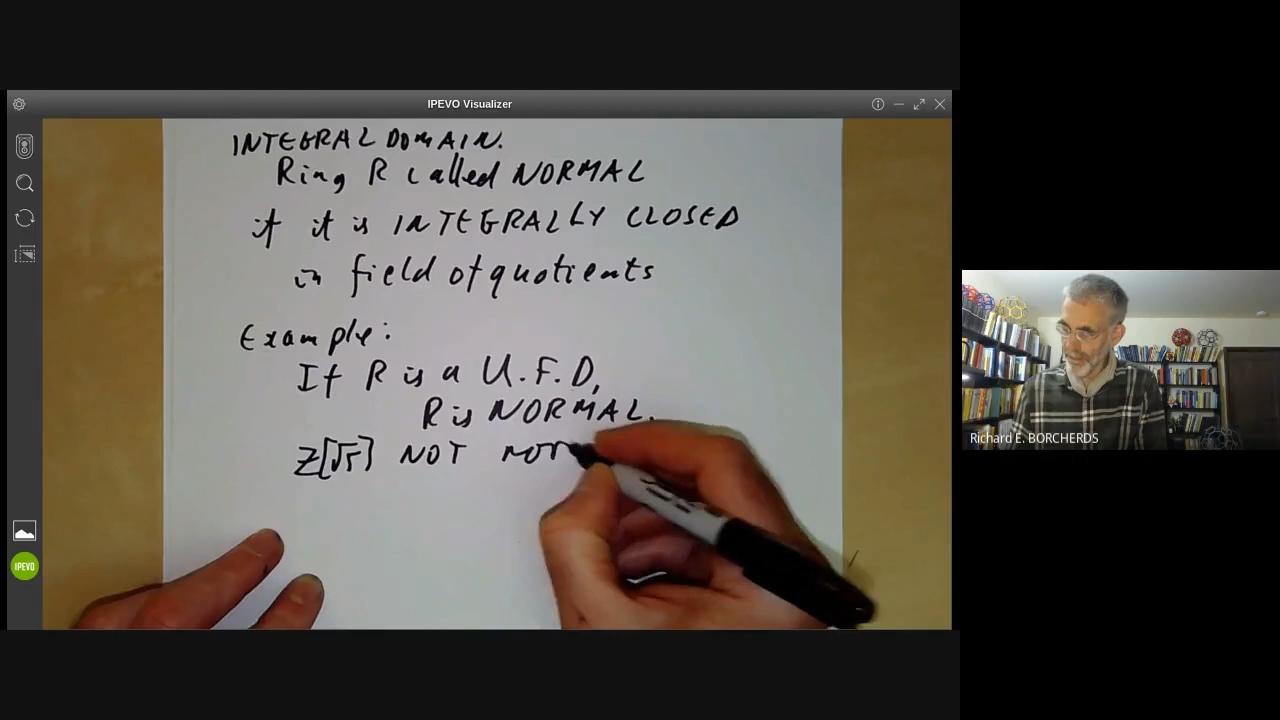 IPEVO Visualizer
INTEGRAL DOMAIN.
Ring R called NORMAL
if it is INTEGRALLY CLOSED
in field of quotients
Example:
If R is a U.F.D,
R is NORMAL.
Z[√5] NOT NOR
IPEVO
Richard E. BORCHERDS